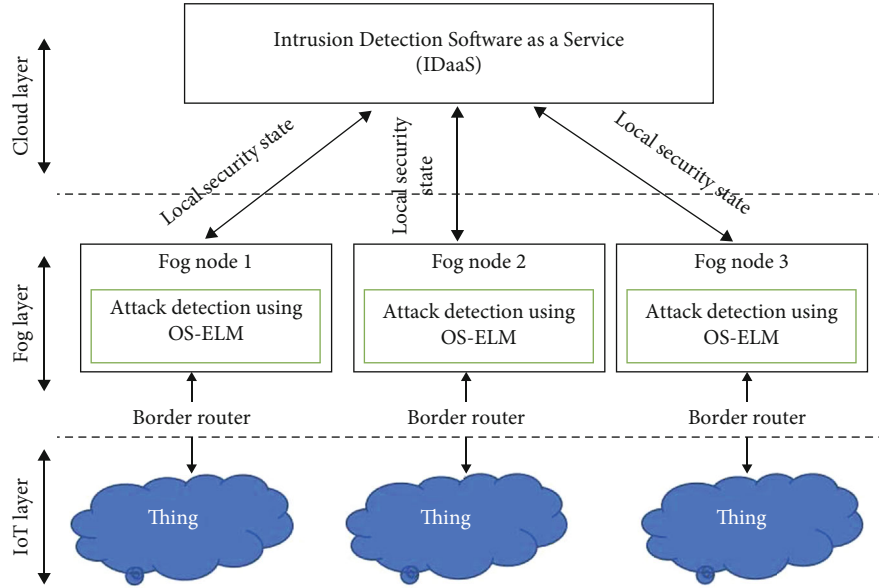 Intrusion Detection Software as a Service
(IDaaS)
Cloud layer
Local security state
Local security
state
Local security state
Fog layer
Fog node 1
Attack detection using
OS-ELM
Fog node 2
Attack detection using
OS-ELM
Fog node 3
Attack detection using
OS-ELM
Border router
Border router
Border router
IoT layer
Thing
Thing
Thing